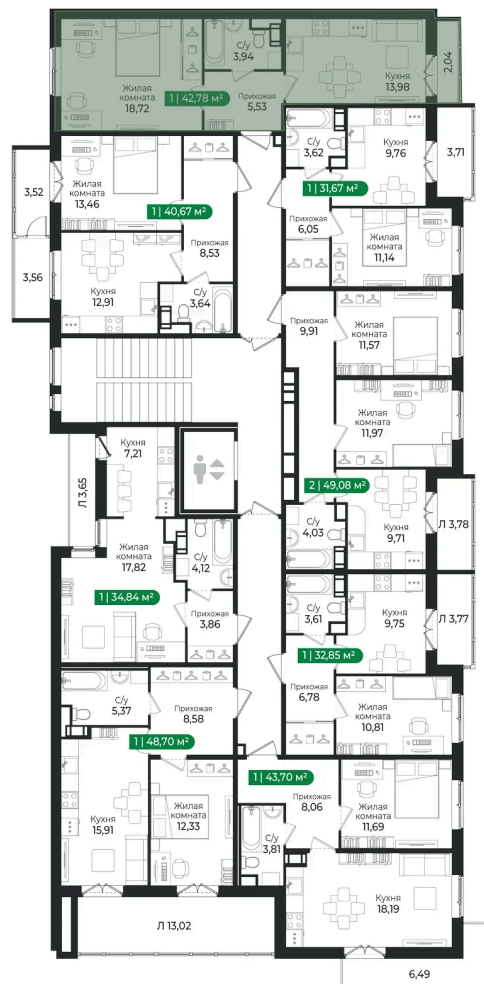 С/у
3,94
2,04
Жилая
комната
18,72
1 | 42,78 м²
Прихожая
5,53
Кухня
13,98
С/у
3,62
Кухня
9,76
3,71
3,52
Жилая
комната
13,46
1 | 31,67 м²
1 | 40,67 м²
6,05
Прихожая
8,53
Жилая
комната
11,14
3,56
Кухня
12,91
С/у
3,64
Прихожая
9,91
Жилая
комната
11,57
Жилая
комната
11,97
Кухня
7,21
Л 3,65
2 | 49,08 м²
С/у
4,03
Кухня
9,71
Л 3,78
17,82
С/у
4,12
1 | 34,84 м²
Прихожая
3,86
С/у
3,61
Кухня
9,75
Л 3,77
1 | 32,85 м²
Прихожая
6,78
С/у
5,37
Прихожая
8,58
Жилая
комната
10,81
1 | 48,70 м²
1 | 43,70 м²
Прихожая
8,06
Жилая
комната
11,69
Кухня
15,91
Жилая
комната
12,33
С/у
3,81
Кухня
18,19
Л 13,02
6,49